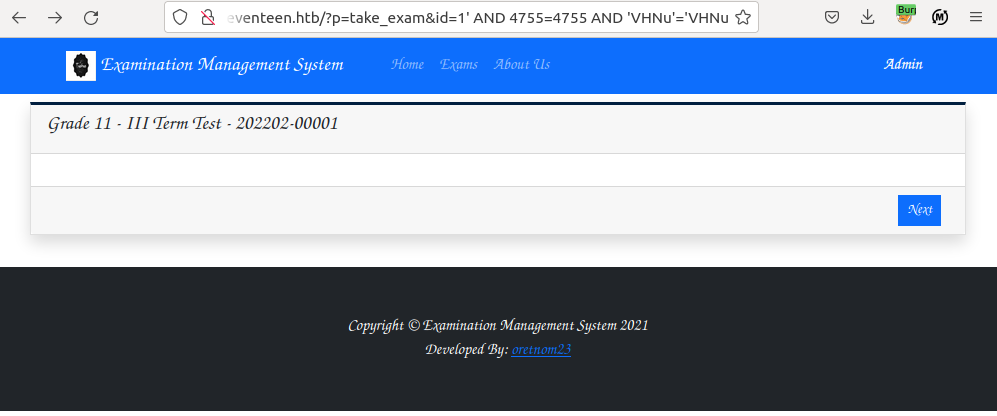 eventeen.htb/?p=take_exam&id=1' AND 4755=4755 AND 'VHNu'='VHNu
Burp
Examination Management System Home Exams About Us Admin
Grade 11 - III Term Test - 202202-00001
Next
Copyright © Examination Management System 2021
Developed By: oretnom23